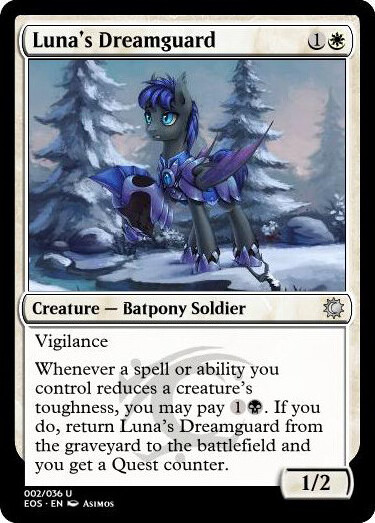 Luna's Dreamguard 1
Creature — Batpony Soldier
Vigilance
Whenever a spell or ability you
control reduces a creature's
toughness, you may pay 1. If you
do, return Luna's Dreamguard from
the graveyard to the battlefield and
you get a Quest counter.
1/2
002/036 U
EOS • EN Asimos